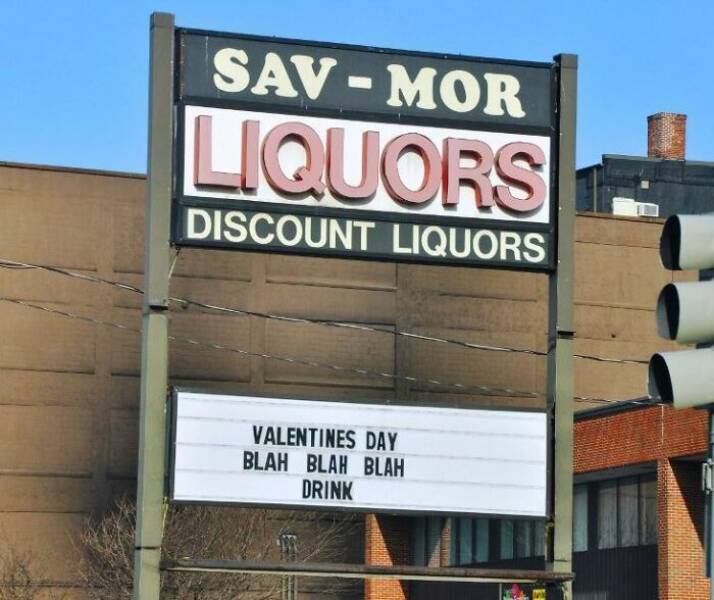 SAV-MOR
LIQUORS
DISCOUNT LIQUORS
VALENTINES DAY
BLAH BLAH BLAH
DRINK